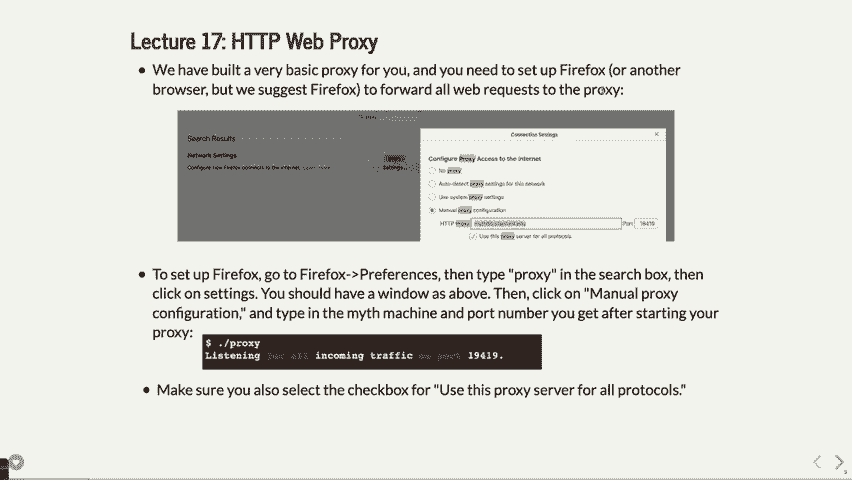 Lecture 17: HTTP Web Proxy
• We have built a very basic proxy for you, and you need to set up Firefox (or another
browser, but we suggest Firefox) to forward all web requests to the proxy:
Search Results
Network Settings
Configure how Firefox connects to the internet.
Settings...
Connection Settings
Configure Proxy Access to the Internet
No proxy
Auto-detect proxy settings for this network
Use system proxy settings
Manual proxy configuration
HTTP Proxy
Port 19419
Use this proxy server for all protocols
• To set up Firefox, go to Firefox->Preferences, then type "proxy" in the search box, then
click on settings. You should have a window as above. Then, click on "Manual proxy
configuration," and type in the myth machine and port number you get after starting your
proxy:
$ ./proxy
Listening for all incoming traffic on port 19419.
• Make sure you also select the checkbox for "Use this proxy server for all protocols."